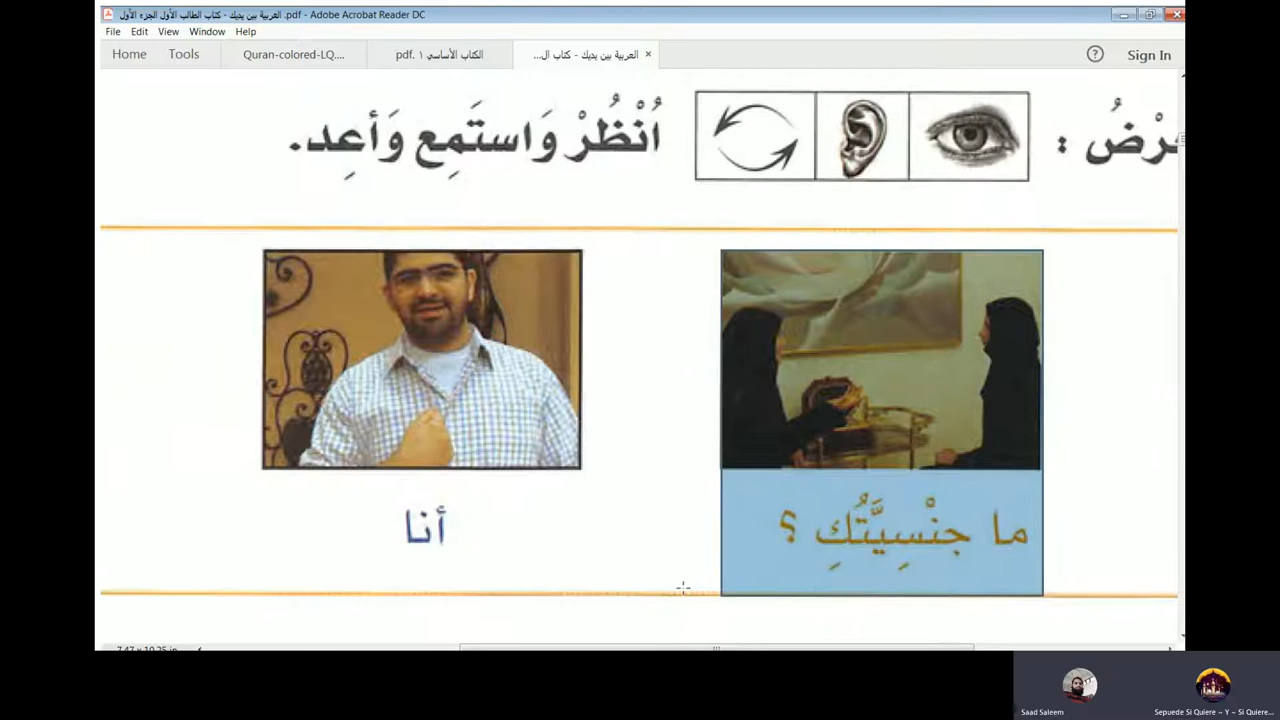 العربية بين يديك - كتاب الطالب الأول الجزء الأول .pdf - Adobe Acrobat Reader DC
File Edit View Window Help
Home Tools Quran-colored-LQ.... الكتاب الأساسي ١ .pdf العربية بين يديك - كتاب ال... × ? Sign In
اُنْظُرْ وَاستَمِع وَأعِد.
أنا
ما جنْسِيَّتُكِ ؟
Saad Saleem
Sepuede Si Quiere ~ Y ~ Si Quiere...